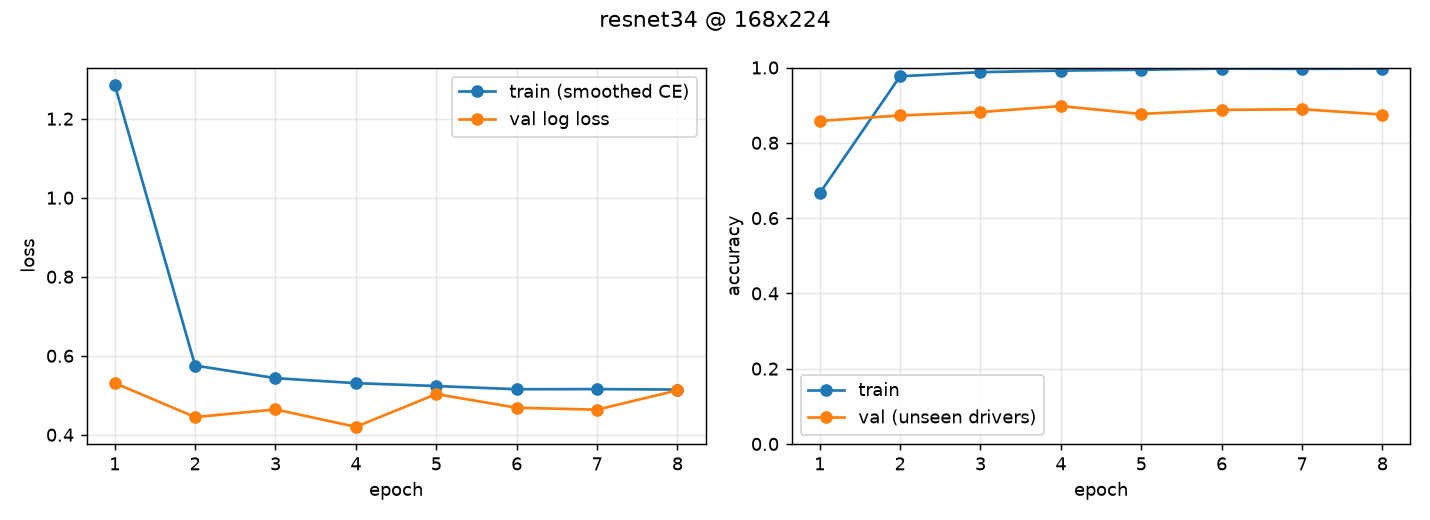 resnet34 @ 168x224
train (smoothed CE)
val log loss
loss
1.2
1.0
0.8
0.6
0.4
1 2 3 4 5 6 7 8
epoch
accuracy
1.0
0.8
0.6
0.4
0.2
0.0
train
val (unseen drivers)
1 2 3 4 5 6 7 8
epoch